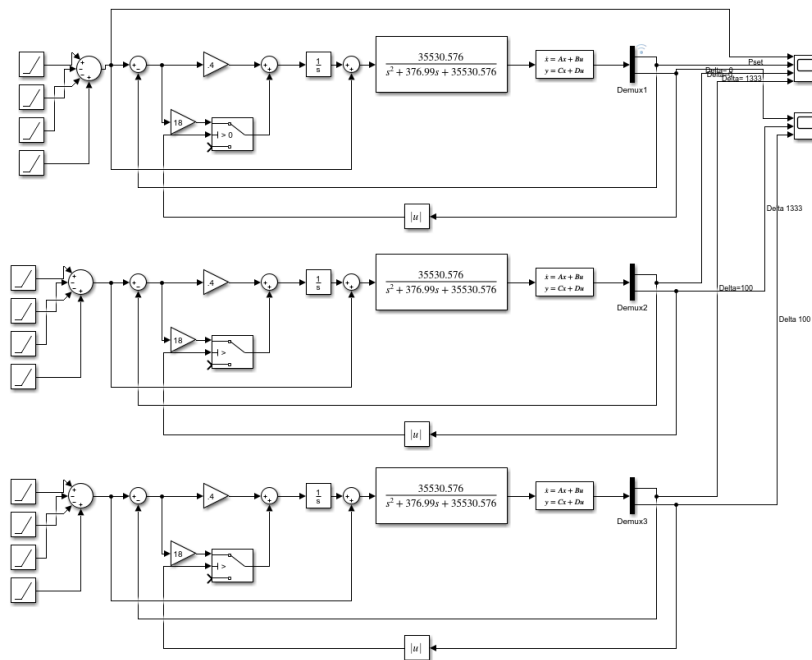 .4
1
s
35530.576
s² + 376.99s + 35530.576
ẋ = Ax + Bu
y = Cx + Du
Demux1
Pset
Delta= 0
Delta= 1333
18
> 0
|u|
Delta 1333
.4
1
s
35530.576
s² + 376.99s + 35530.576
ẋ = Ax + Bu
y = Cx + Du
Demux2
Delta=100
18
>
|u|
Delta 100
.4
1
s
35530.576
s² + 376.99s + 35530.576
ẋ = Ax + Bu
y = Cx + Du
Demux3
18
>
|u|